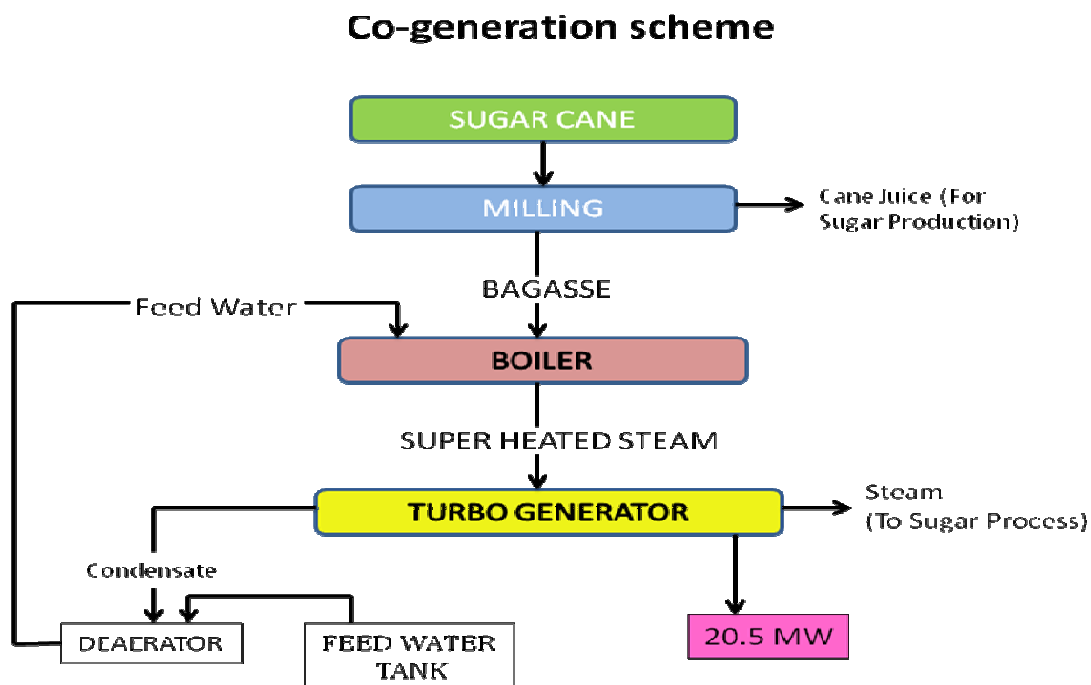 Co-generation scheme
SUGAR CANE
MILLING
Cane Juice (For
Sugar Production)
BAGASSE
Feed Water
BOILER
SUPER HEATED STEAM
TURBO GENERATOR
Steam
(To Sugar Process)
Condensate
DEAERATOR
FEED WATER
TANK
20.5 MW